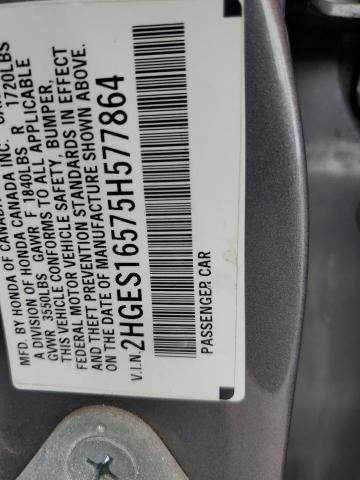 MFD. BY HONDA OF CANADA
A DIVISION OF HONDA CANADA INC.
GVWR 3550LBS GAWR F 1840LBS R 1720LBS
THIS VEHICLE CONFORMS TO ALL APPLICABLE
FEDERAL MOTOR VEHICLE SAFETY, BUMPER,
AND THEFT PREVENTION STANDARDS IN EFFECT
ON THE DATE OF MANUFACTURE SHOWN ABOVE.
V.I.N. 2HGES16575H577864
PASSENGER CAR